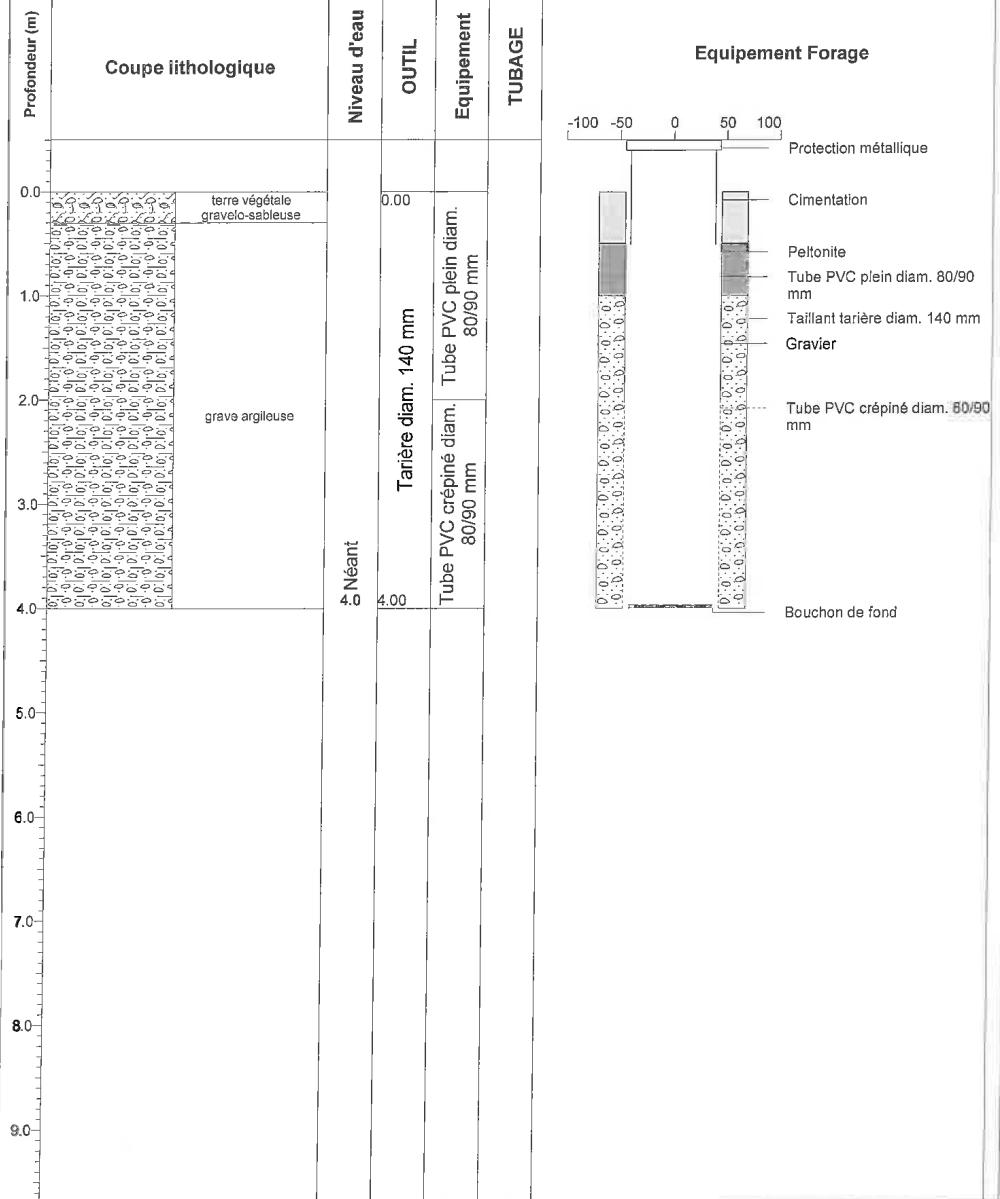 Profondeur (m)
Coupe iithologique
Niveau d'eau
OUTIL
Equipement
TUBAGE
Equipement Forage
-100 -50 0 50 100
Protection métallique
0.0
terre végétale
gravelo-sableuse
0.00
Cimentation
Peltonite
Tube PVC plein diam. 80/90
mm
1.0
Taillant tarière diam. 140 mm
Gravier
Tube PVC plein diam.
80/90 mm
Tarière diam. 140 mm
2.0
grave argileuse
Tube PVC crépiné diam. 80/90
mm
3.0
Tube PVC crépiné diam.
80/90 mm
Néant
4.0
4.0
4.00
Bouchon de fond
5.0
6.0
7.0
8.0
9.0